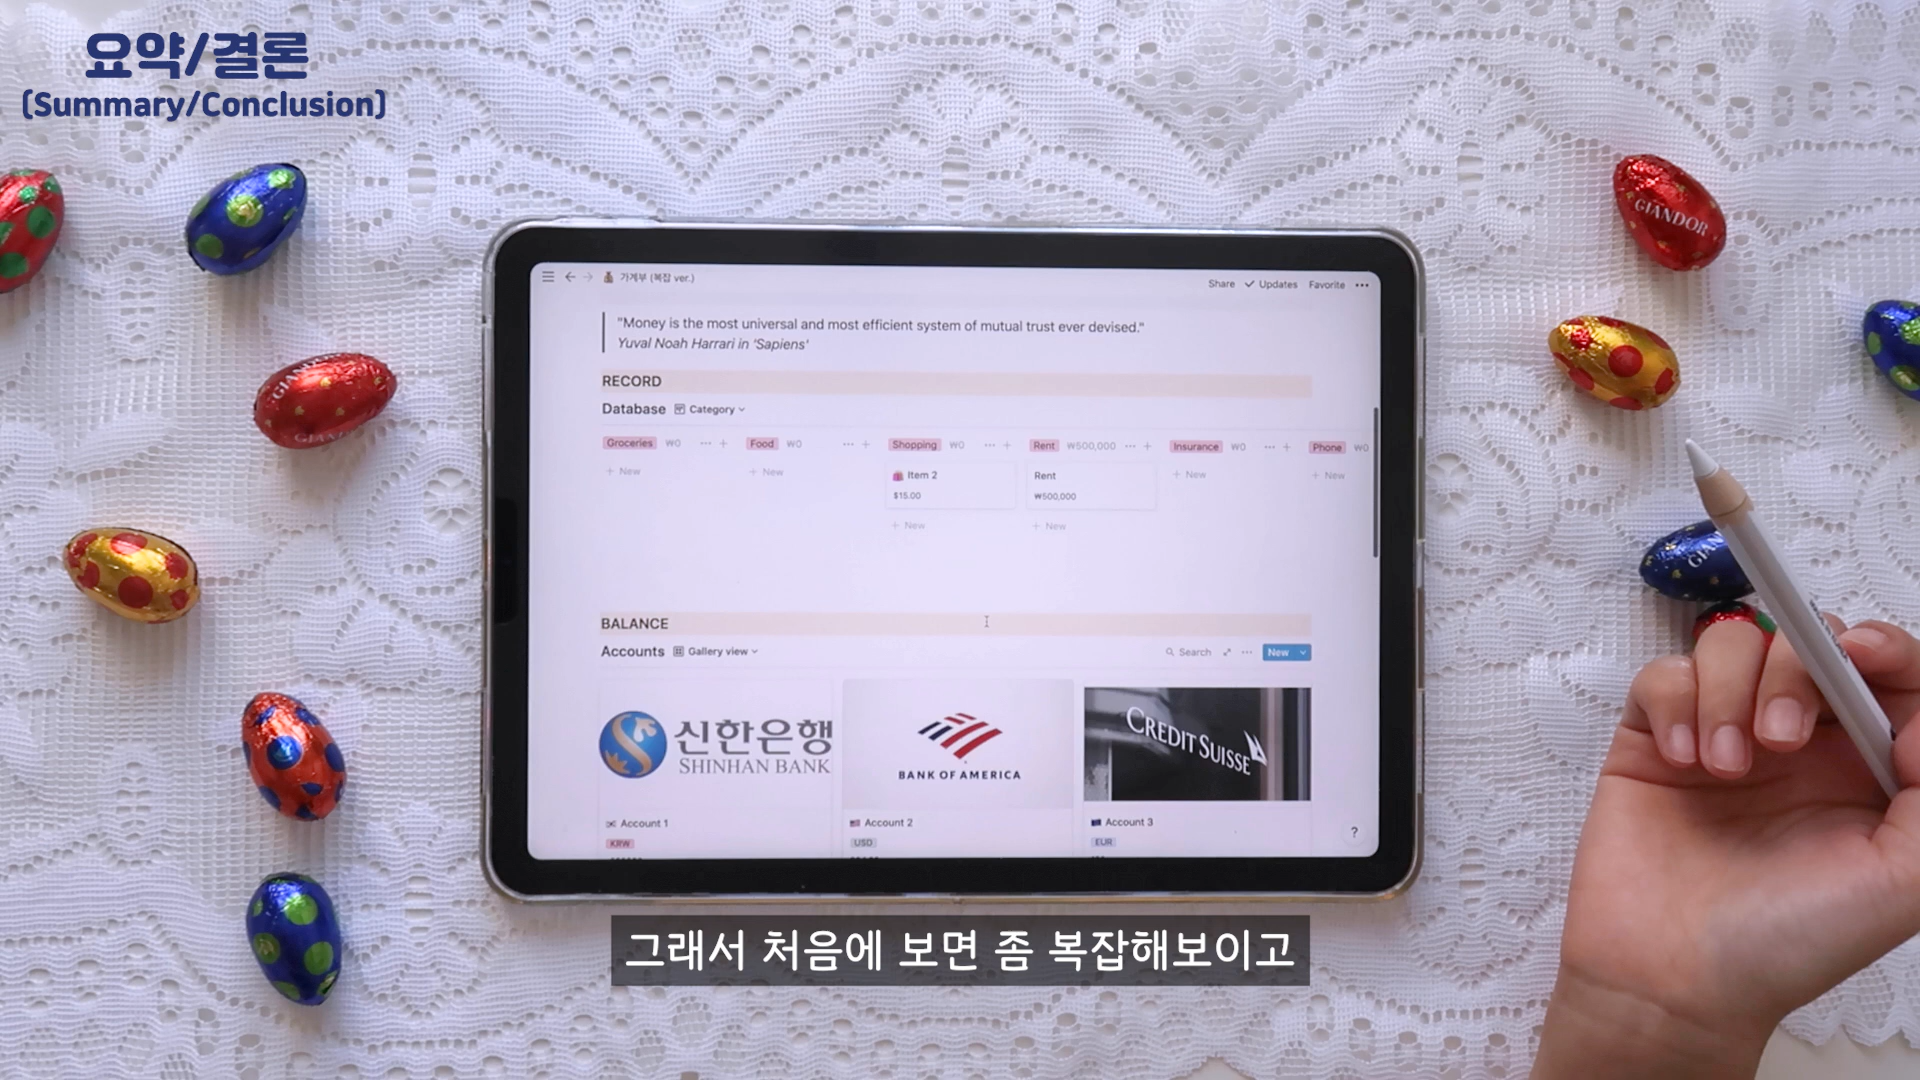 요약/결론
(Summary/Conclusion)
가계부 (복잡 ver.)
Share
Updates
Favorite
"Money is the most universal and most efficient system of mutual trust ever devised."
Yuval Noah Harrari in 'Sapiens'
RECORD
Database Category
Groceries ₩0
Food ₩0
Shopping ₩0
Rent ₩500,000
Insurance ₩0
Phone ₩0
+ New
+ New
Item 2
$15.00
+ New
Rent
₩500,000
+ New
+ New
+ New
BALANCE
Accounts Gallery view
Search
New
신한은행
SHINHAN BANK
BANK OF AMERICA
CREDIT SUISSE
Account 1
KRW
Account 2
USD
Account 3
EUR
?
GIANDOR
그래서 처음에 보면 좀 복잡해보이고